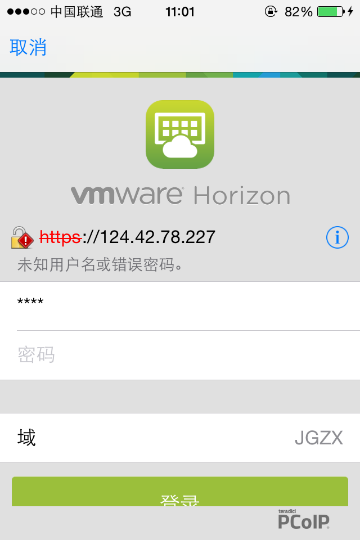 中国联通 3G 11:01 82%
取消
vmware Horizon
https://124.42.78.227
未知用户名或错误密码。
****
密码
域 JGZX
登录
teradici
PCoIP